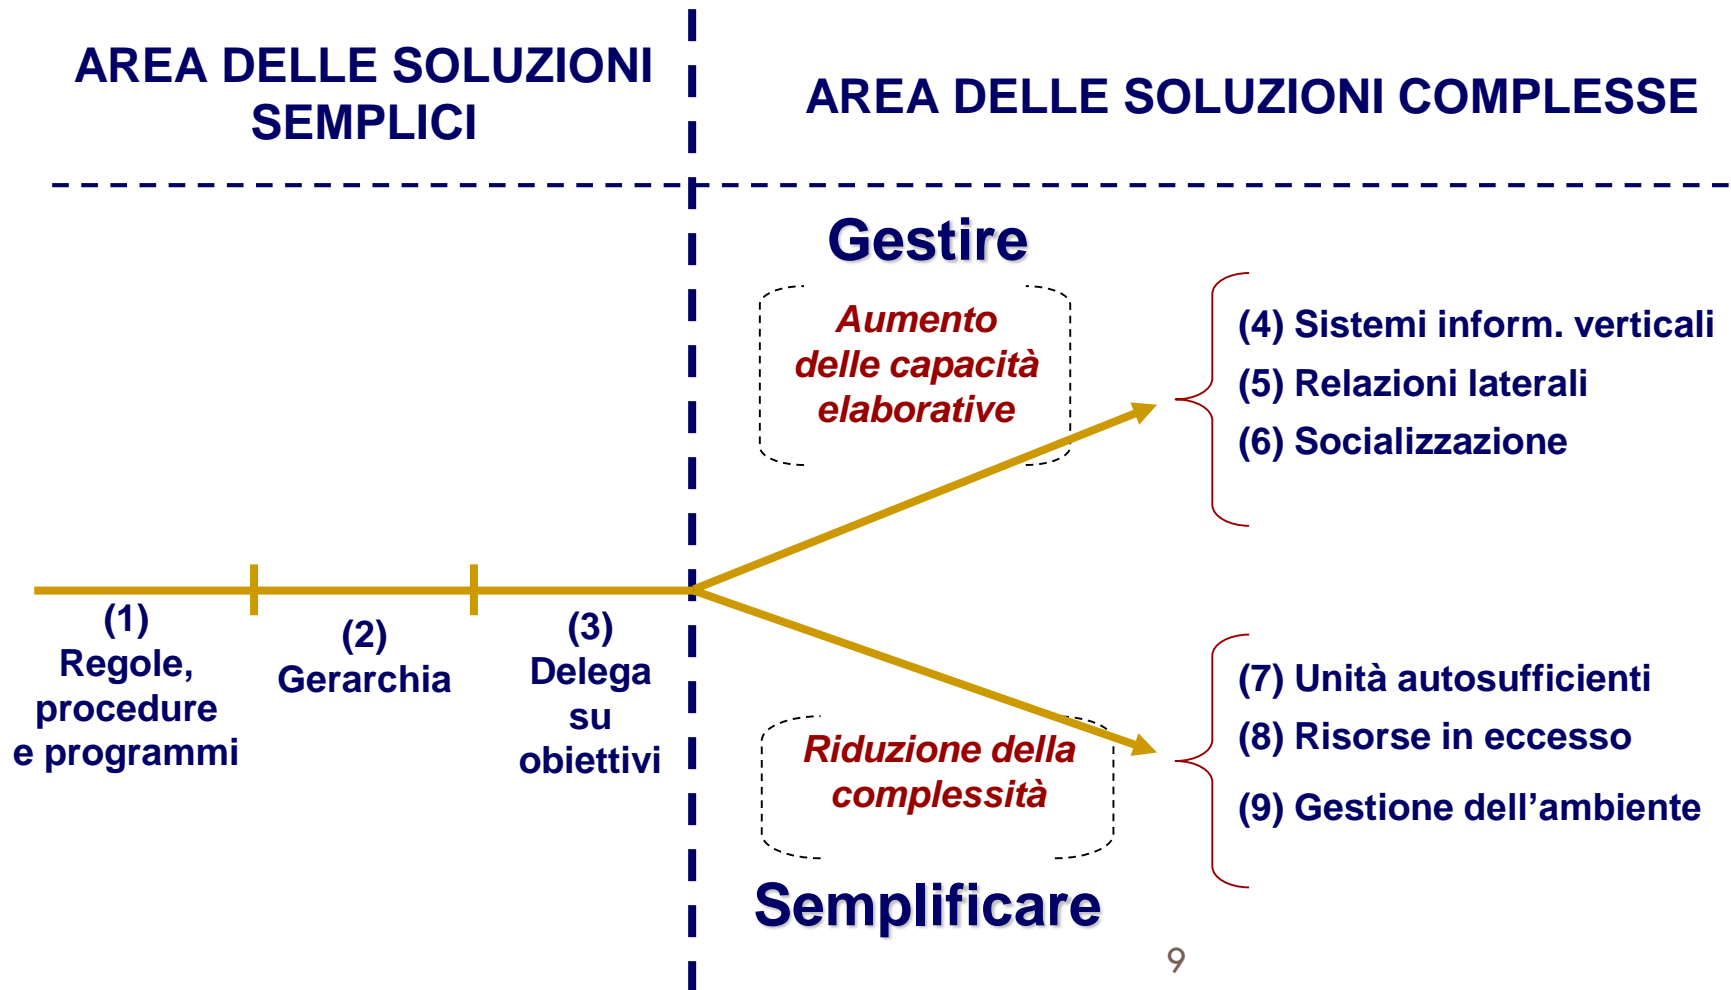 AREA DELLE SOLUZIONI
SEMPLICI
AREA DELLE SOLUZIONI COMPLESSE
Gestire
Aumento
delle capacità
elaborative
(4) Sistemi inform. verticali
(5) Relazioni laterali
(6) Socializzazione
(1)
Regole,
procedure
e programmi
(2)
Gerarchia
(3)
Delega
su
obiettivi
Riduzione della
complessità
(7) Unità autosufficienti
(8) Risorse in eccesso
(9) Gestione dell’ambiente
Semplificare
9